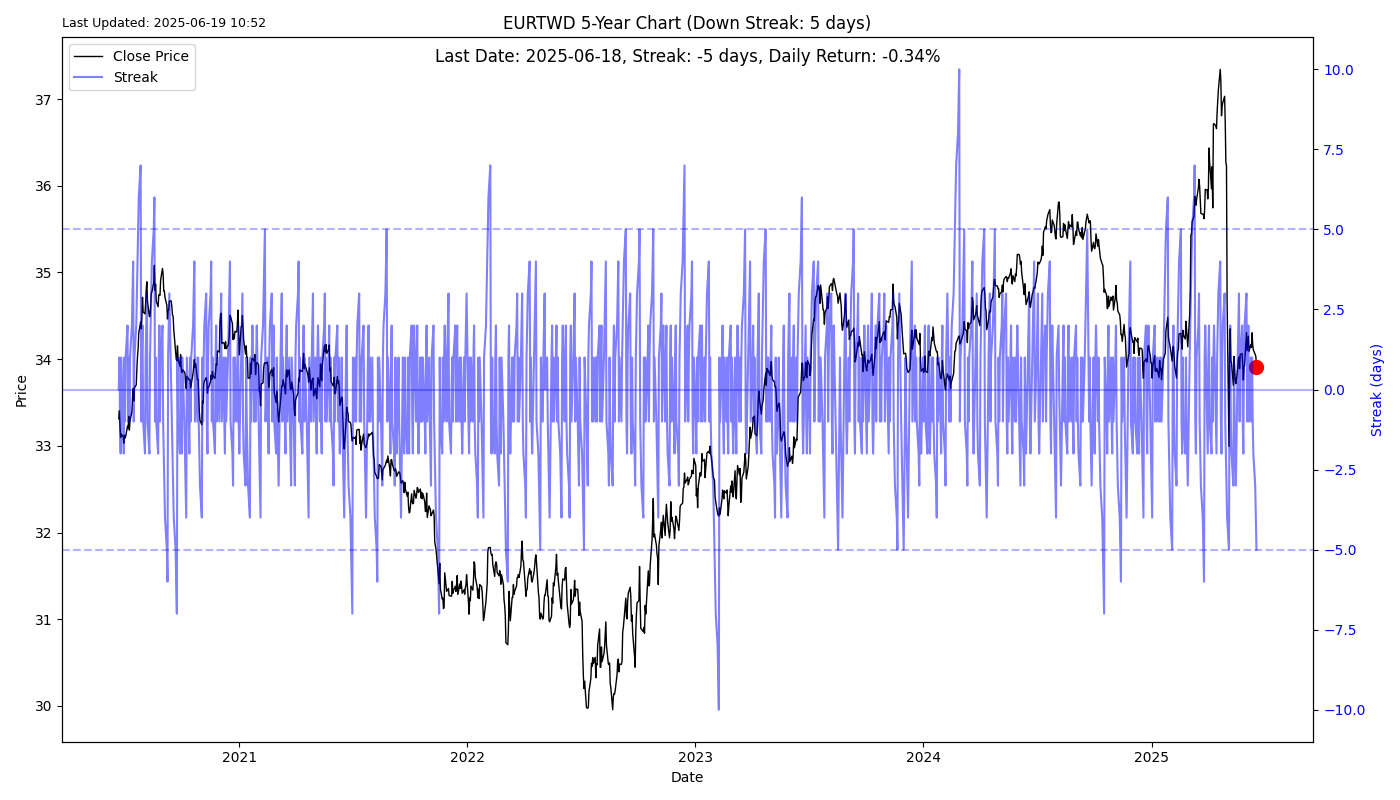 Last Updated: 2025-06-19 10:52
EURTWD 5-Year Chart (Down Streak: 5 days)
Last Date: 2025-06-18, Streak: -5 days, Daily Return: -0.34%
Close Price
Streak
Price
37
36
35
34
33
32
31
30
10.0
7.5
5.0
2.5
0.0
−2.5
−5.0
−7.5
−10.0
Streak (days)
2021
2022
2023
2024
2025
Date